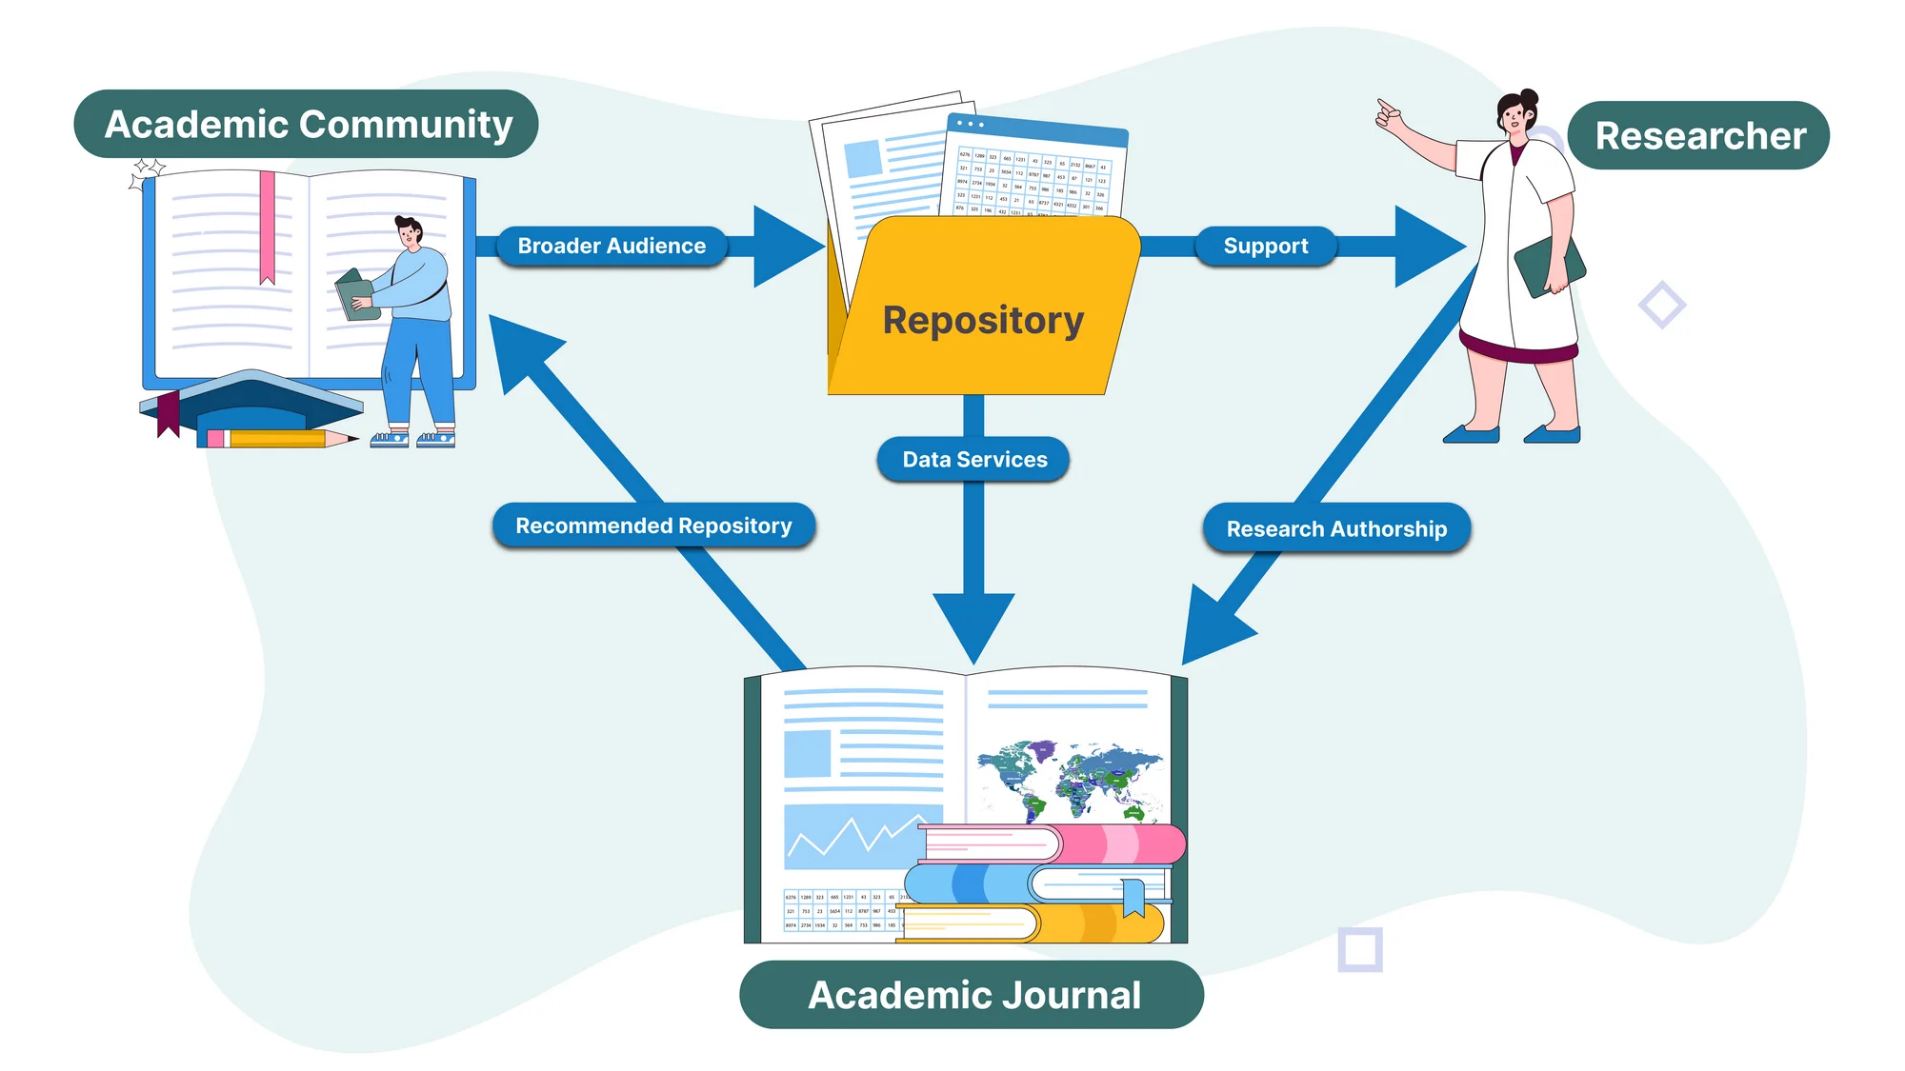 Academic Community
Researcher
Broader Audience
Support
Repository
Data Services
Recommended Repository
Research Authorship
Academic Journal